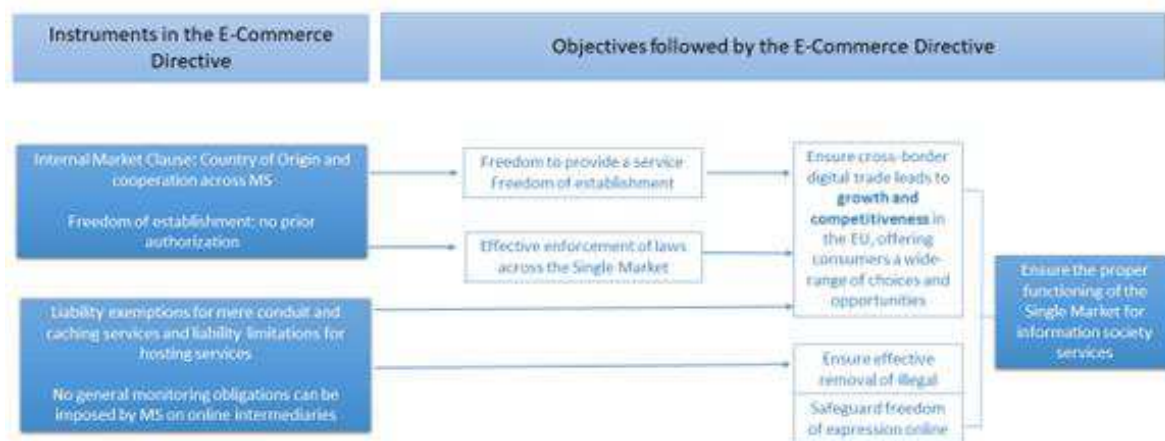 Instruments in the E-Commerce
Directive
Objectives followed by the E-Commerce Directive
Internal Market Clause: Country of Origin and
cooperation across MS
Freedom of establishment: no prior
authorization
Freedom to provide a service
Freedom of establishment
Effective enforcement of laws
across the Single Market
Ensure cross-border
digital trade leads to
growth and
competitiveness in
the EU, offering
consumers a wide-
range of choices and
opportunities
Liability exemptions for mere conduit and
caching services and liability limitations for
hosting services
No general monitoring obligations can be
imposed by MS on online intermediaries
Ensure effective
removal of illegal
Safeguard freedom
of expression online
Ensure the proper
functioning of the
Single Market for
information society
services